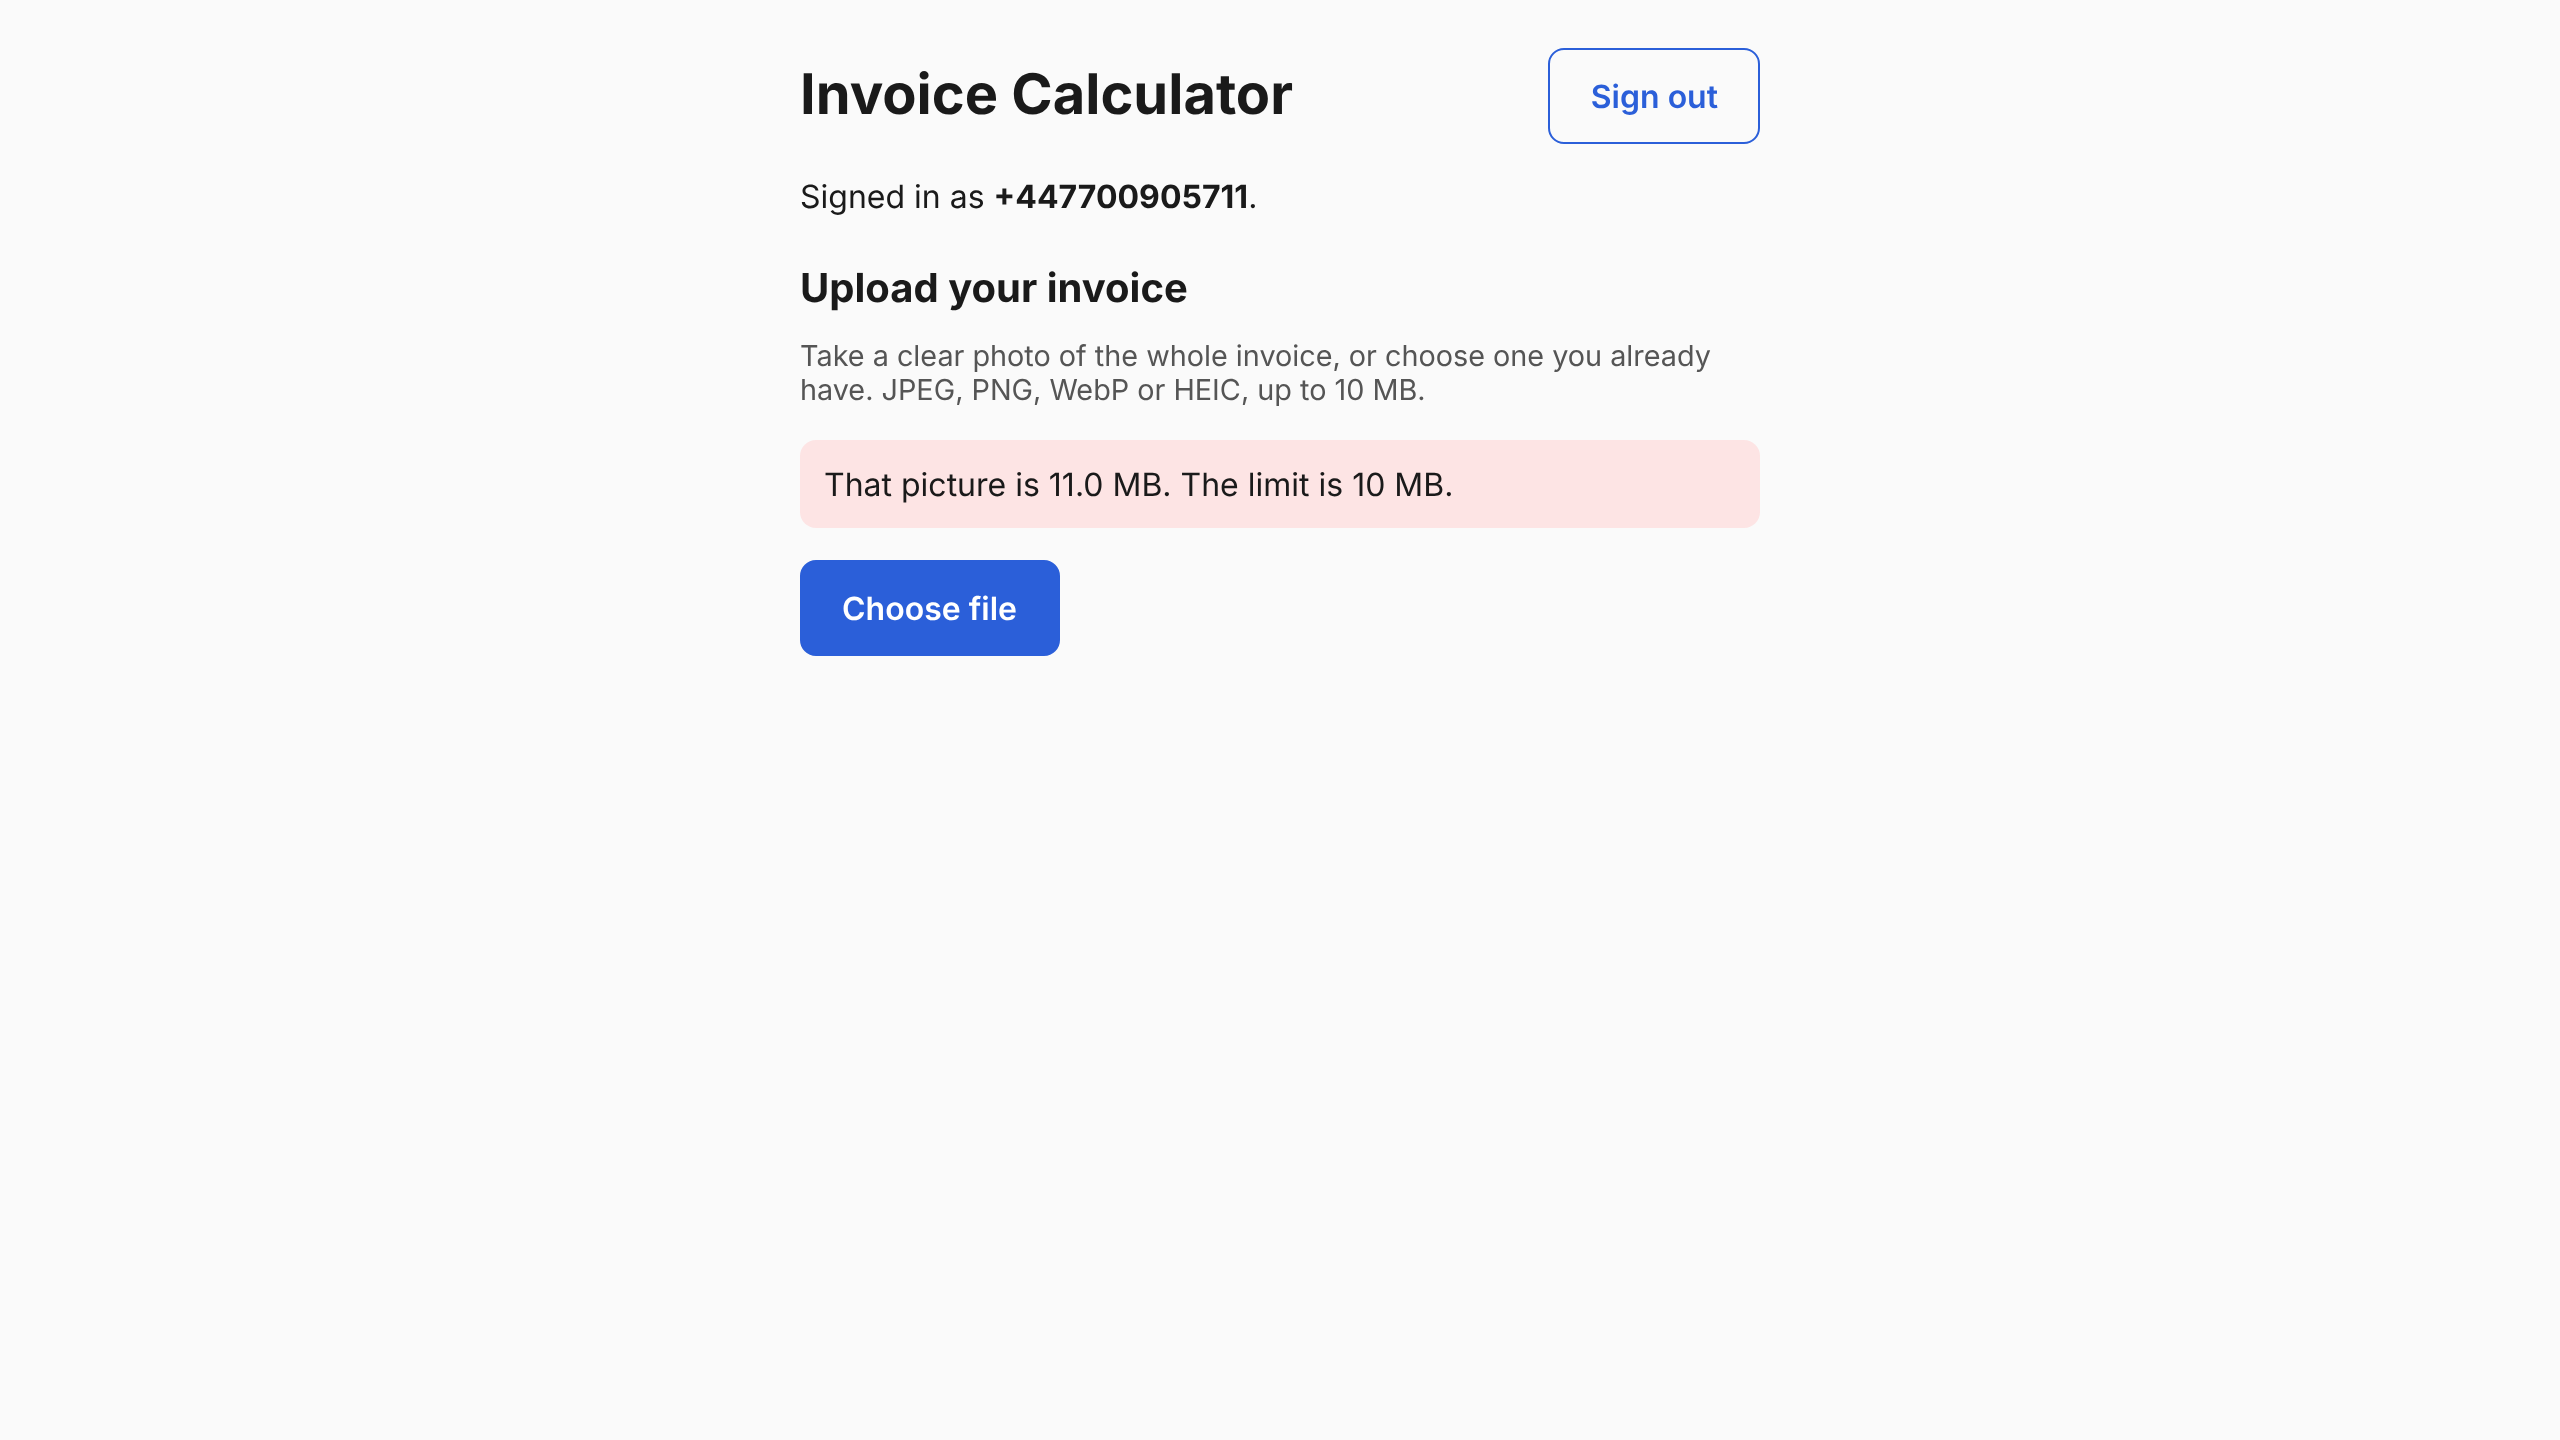 Invoice Calculator
Sign out
Signed in as +447700905711.
Upload your invoice
Take a clear photo of the whole invoice, or choose one you already
have. JPEG, PNG, WebP or HEIC, up to 10 MB.
That picture is 11.0 MB. The limit is 10 MB.
Choose file